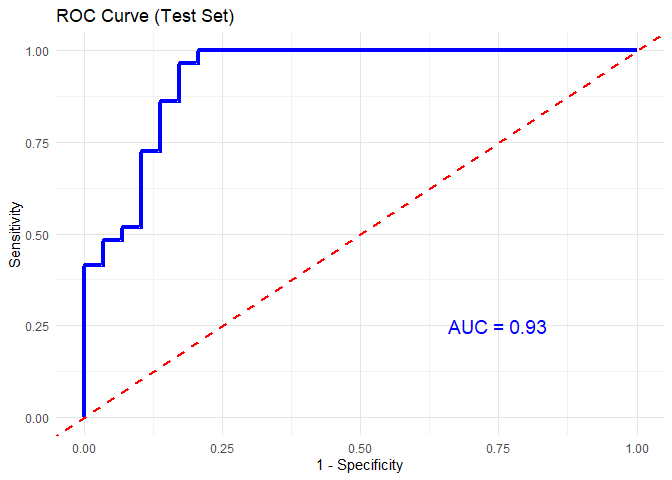 ROC Curve (Test Set)
1.00
0.75
0.50
0.25
0.00
Sensitivity
AUC = 0.93
0.00 0.25 0.50 0.75 1.00
1 - Specificity